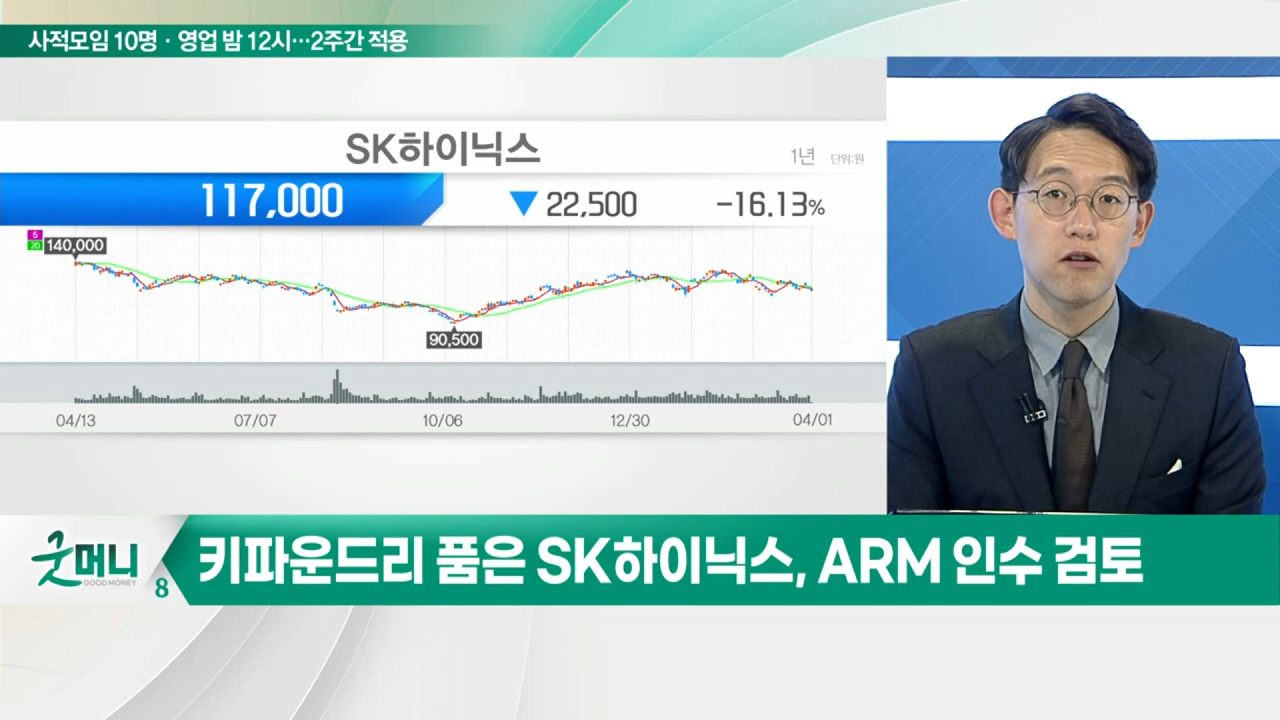 사적모임 10명 · 영업 밤 12시…2주간 적용
SK하이닉스
1년 단위:원
117,000 ▼ 22,500 -16.13%
5
20
140,000
90,500
04/13 07/07 10/06 12/30 04/01
굿머니
GOOD MONEY
8
키파운드리 품은 SK하이닉스, ARM 인수 검토